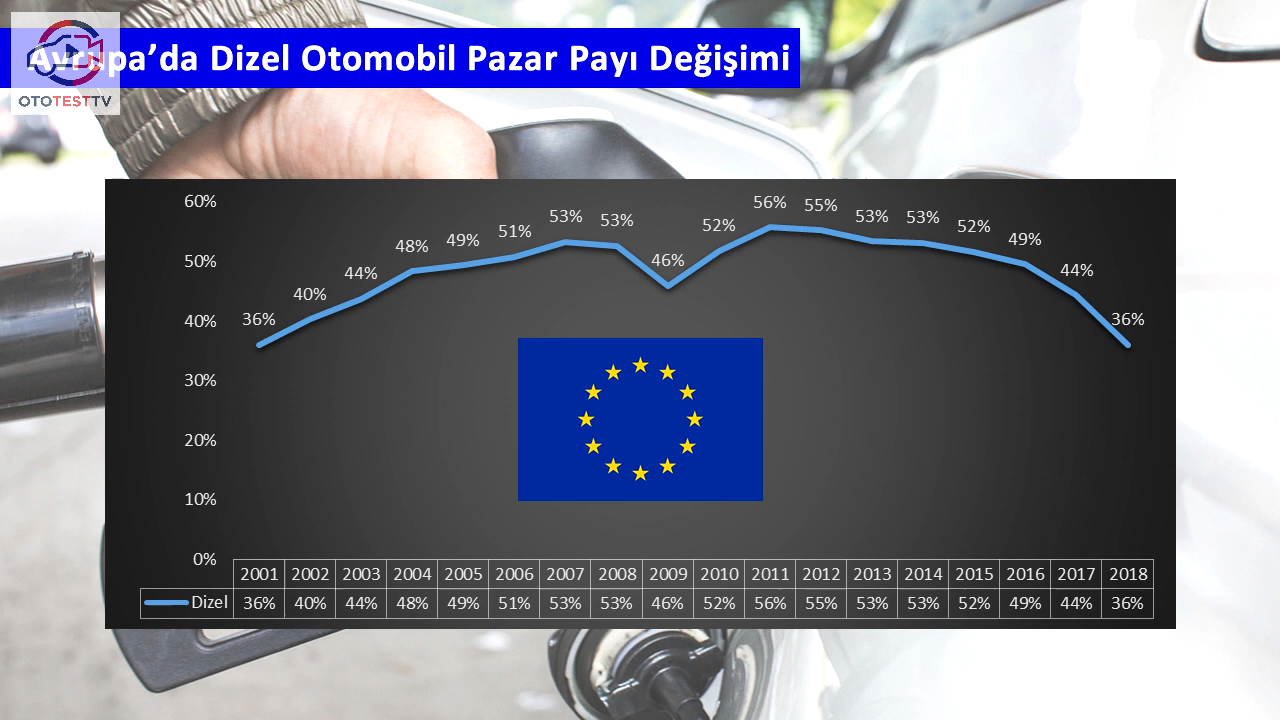 Avrupa’da Dizel Otomobil Pazar Payı Değişimi
OTOTESTTV
60%
50%
40%
30%
20%
10%
0%
36% 40% 44% 48% 49% 51% 53% 53% 46% 52% 56% 55% 53% 53% 52% 49% 44% 36%
2001 2002 2003 2004 2005 2006 2007 2008 2009 2010 2011 2012 2013 2014 2015 2016 2017 2018
Dizel 36% 40% 44% 48% 49% 51% 53% 53% 46% 52% 56% 55% 53% 53% 52% 49% 44% 36%